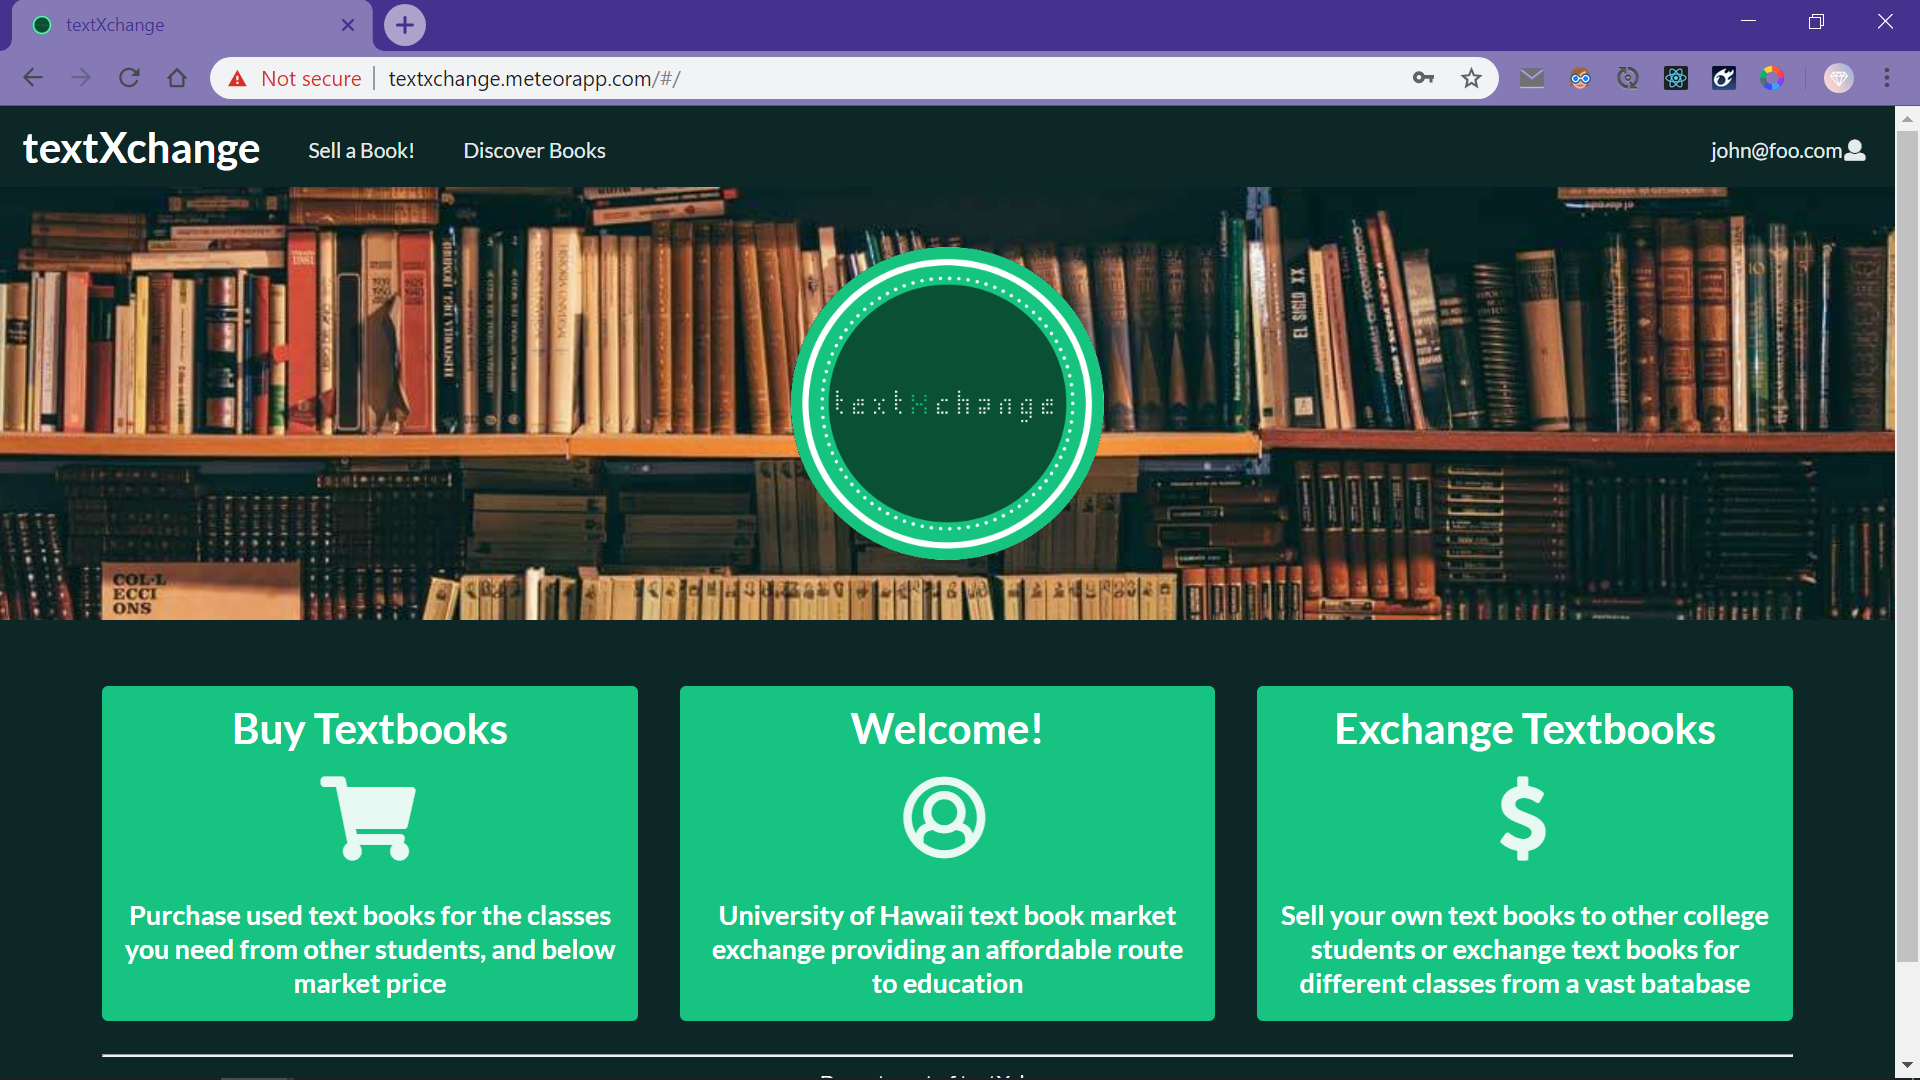 textXchange
Not secure
textxchange.meteorapp.com/#/
textXchange
Sell a Book!
Discover Books
john@foo.com
EL SIGLO XX
textXchange
COL·L
ECCI
ONS
Buy Textbooks
Welcome!
Exchange Textbooks
Purchase used text books for the classes
you need from other students, and below
market price
University of Hawaii text book market
exchange providing an affordable route
to education
Sell your own text books to other college
students or exchange text books for
different classes from a vast batabase